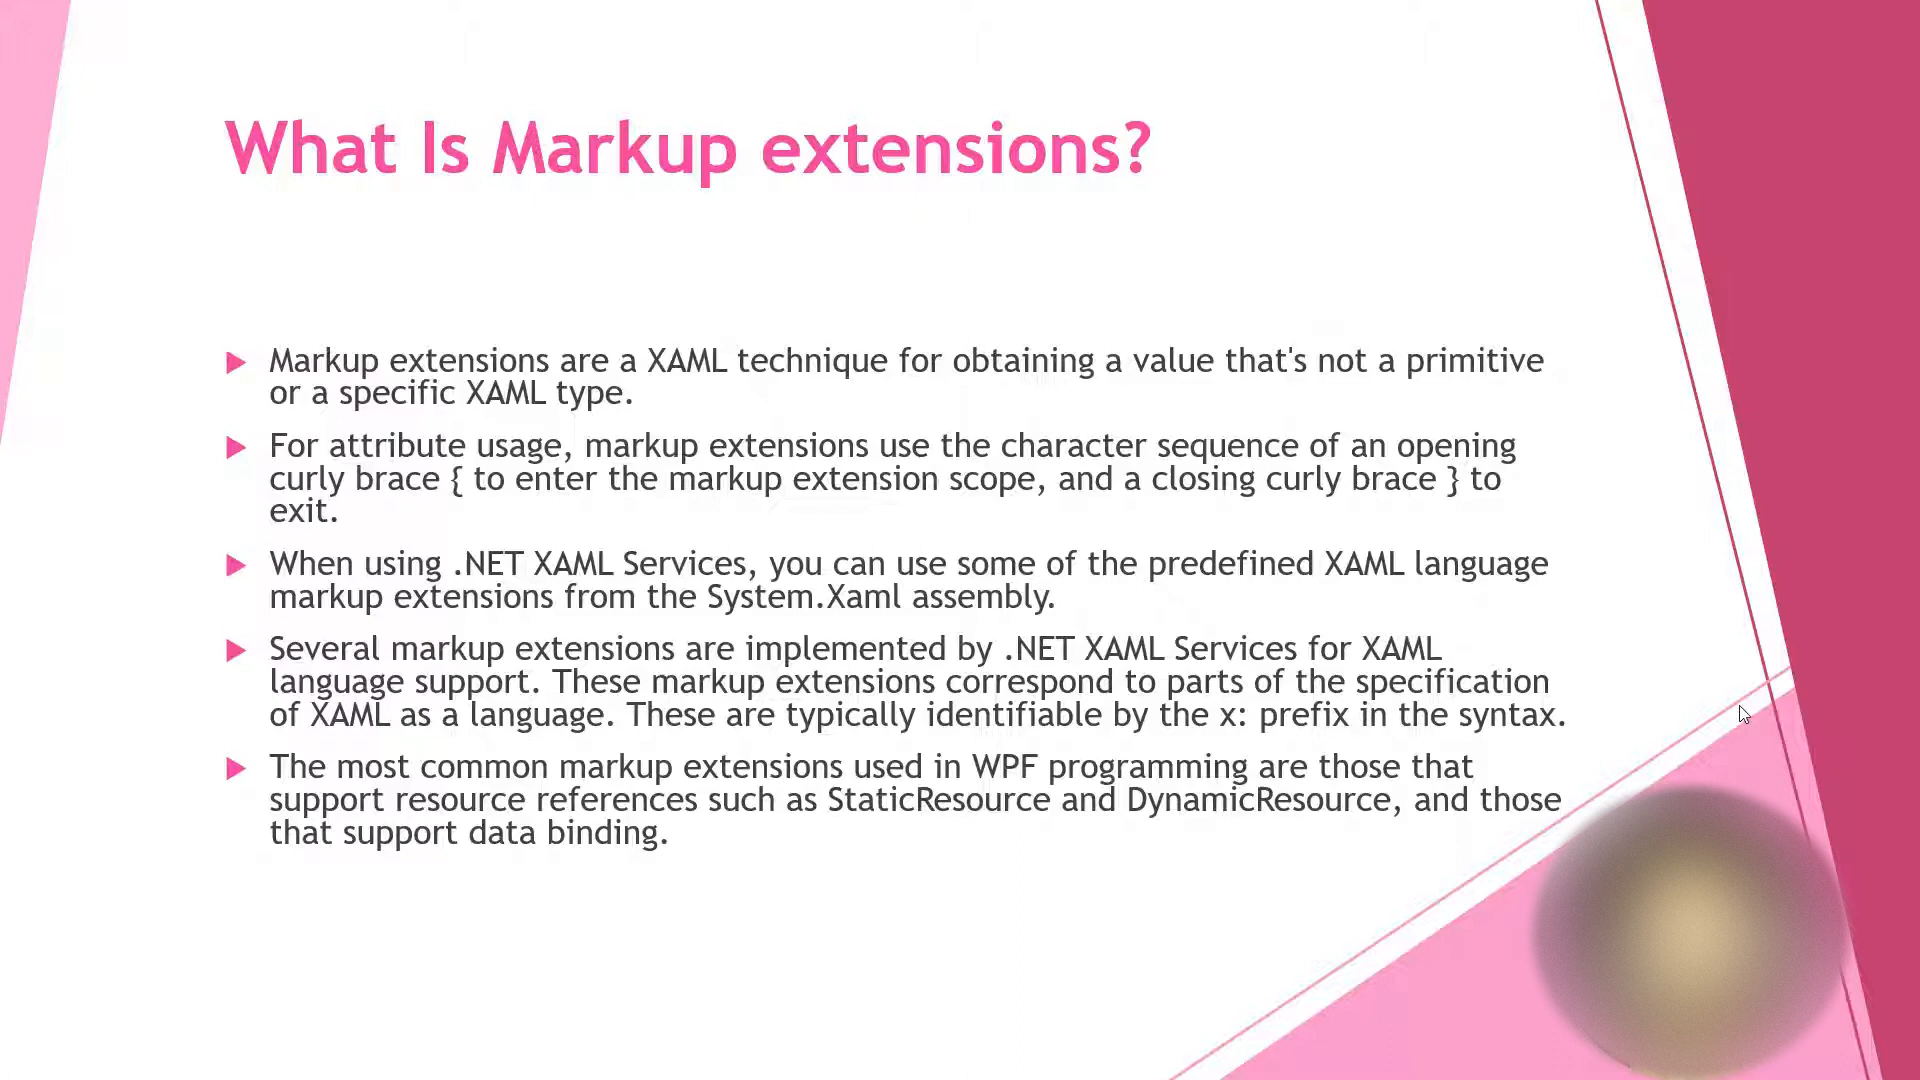 What Is Markup extensions?
Markup extensions are a XAML technique for obtaining a value that's not a primitive
or a specific XAML type.
For attribute usage, markup extensions use the character sequence of an opening
curly brace { to enter the markup extension scope, and a closing curly brace } to
exit.
When using .NET XAML Services, you can use some of the predefined XAML language
markup extensions from the System.Xaml assembly.
Several markup extensions are implemented by .NET XAML Services for XAML
language support. These markup extensions correspond to parts of the specification
of XAML as a language. These are typically identifiable by the x: prefix in the syntax.
The most common markup extensions used in WPF programming are those that
support resource references such as StaticResource and DynamicResource, and those
that support data binding.